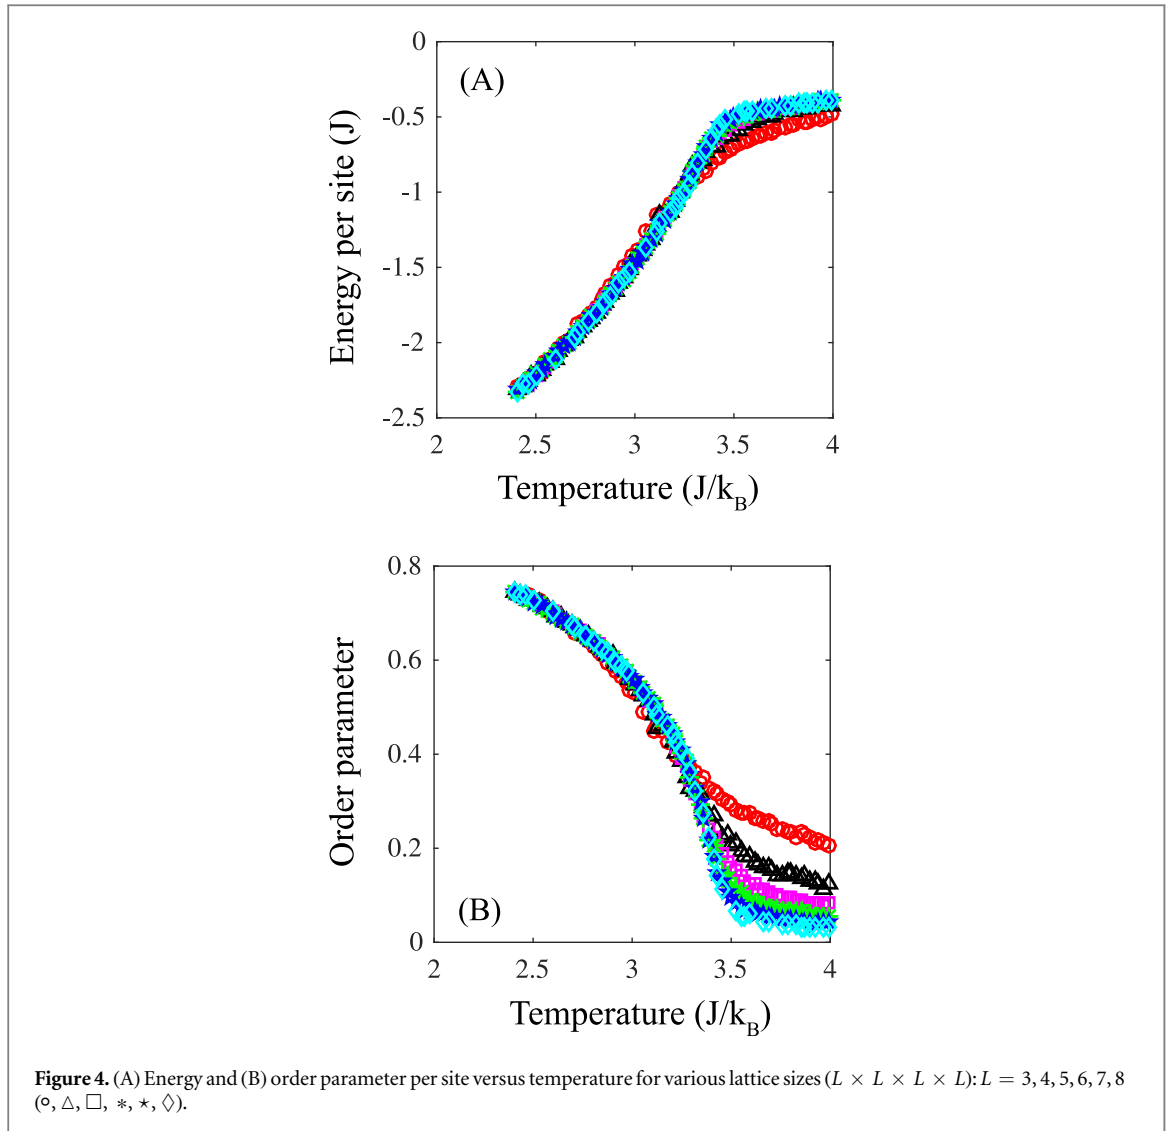 0
(A)
-0.5
-1
-1.5
-2
-2.5
Energy per site (J)
2 2.5 3 3.5 4
Temperature (J/k_B)
0.8
0.6
0.4
0.2
0
Order parameter
(B)
2 2.5 3 3.5 4
Temperature (J/k_B)
Figure 4. (A) Energy and (B) order parameter per site versus temperature for various lattice sizes (L × L × L × L): L = 3, 4, 5, 6, 7, 8
(∘, △, □, *, ⋆, ◊).